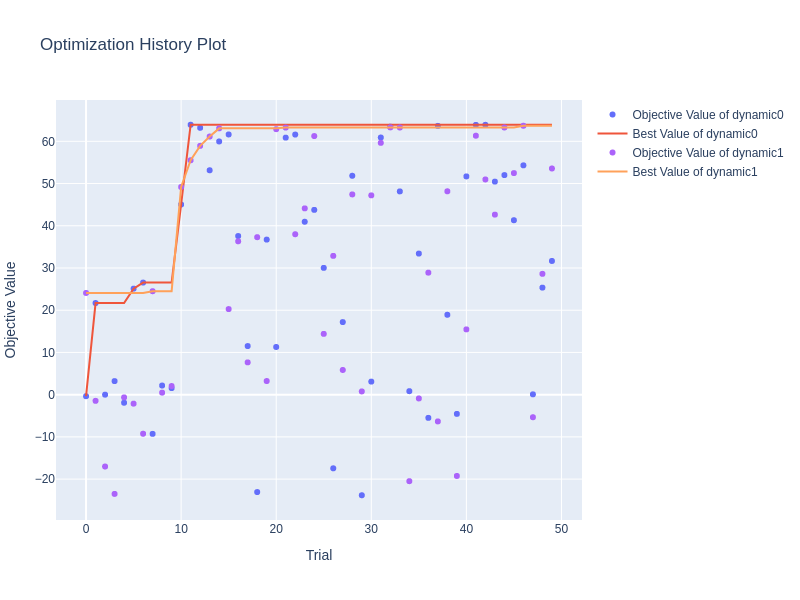 Optimization History Plot
Objective Value of dynamic0
Best Value of dynamic0
Objective Value of dynamic1
Best Value of dynamic1
Objective Value
60
50
40
30
20
10
0
−10
−20
0 10 20 30 40 50
Trial